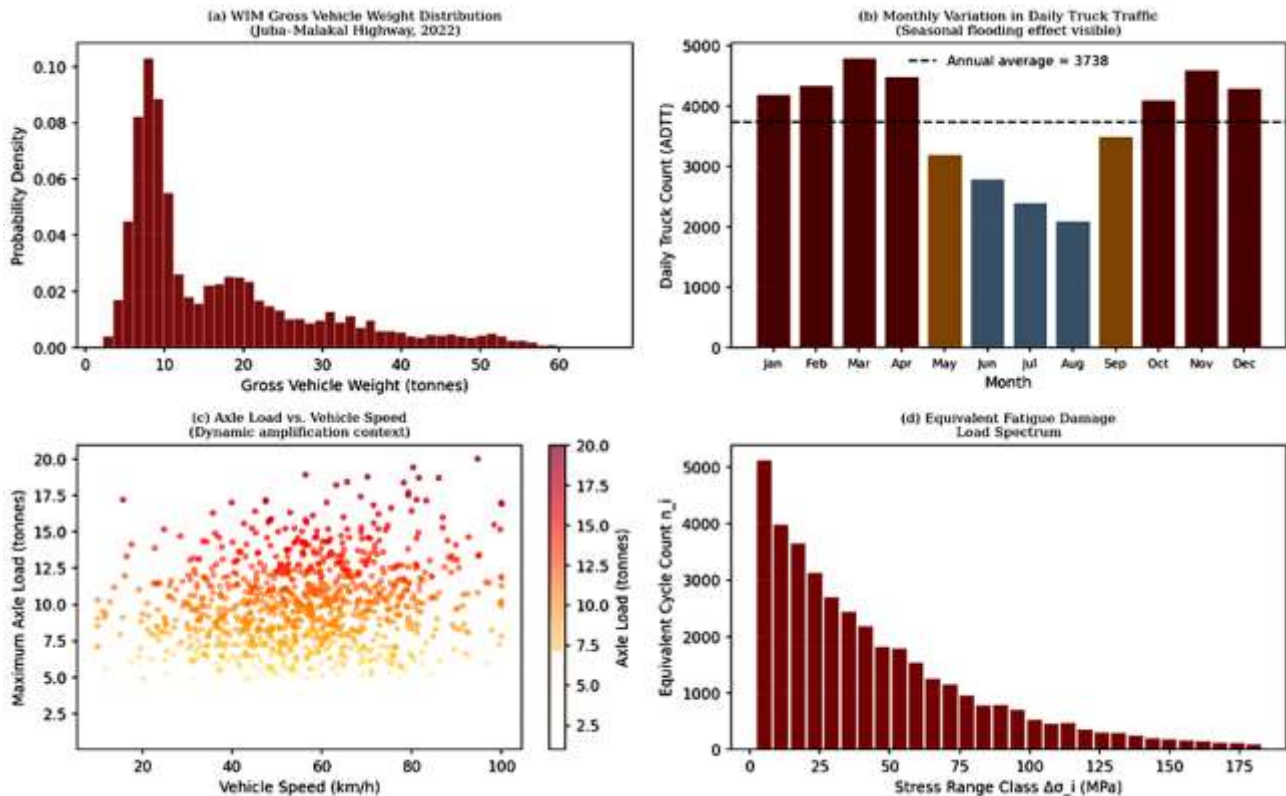 (a) WIM Gross Vehicle Weight Distribution
(Juba-Malakal Highway, 2022)
Probability Density
0.10
0.08
0.06
0.04
0.02
0.00
0
10
20
30
40
50
60
Gross Vehicle Weight (tonnes)
(b) Monthly Variation in Daily Truck Traffic
(Seasonal flooding effect visible)
Annual average = 3738
Daily Truck Count (ADTT)
5000
4000
3000
2000
1000
0
Jan
Feb
Mar
Apr
May
Jun
Jul
Aug
Sep
Oct
Nov
Dec
Month
(c) Axle Load vs. Vehicle Speed
(Dynamic amplification context)
Maximum Axle Load (tonnes)
20.0
17.5
15.0
12.5
10.0
7.5
5.0
2.5
20
40
60
80
100
Vehicle Speed (km/h)
20.0
17.5
15.0
12.5
10.0
7.5
5.0
2.5
Axle Load (tonnes)
(d) Equivalent Fatigue Damage
Load Spectrum
Equivalent Cycle Count n_i
5000
4000
3000
2000
1000
0
0
25
50
75
100
125
150
175
Stress Range Class Δσ_i (MPa)